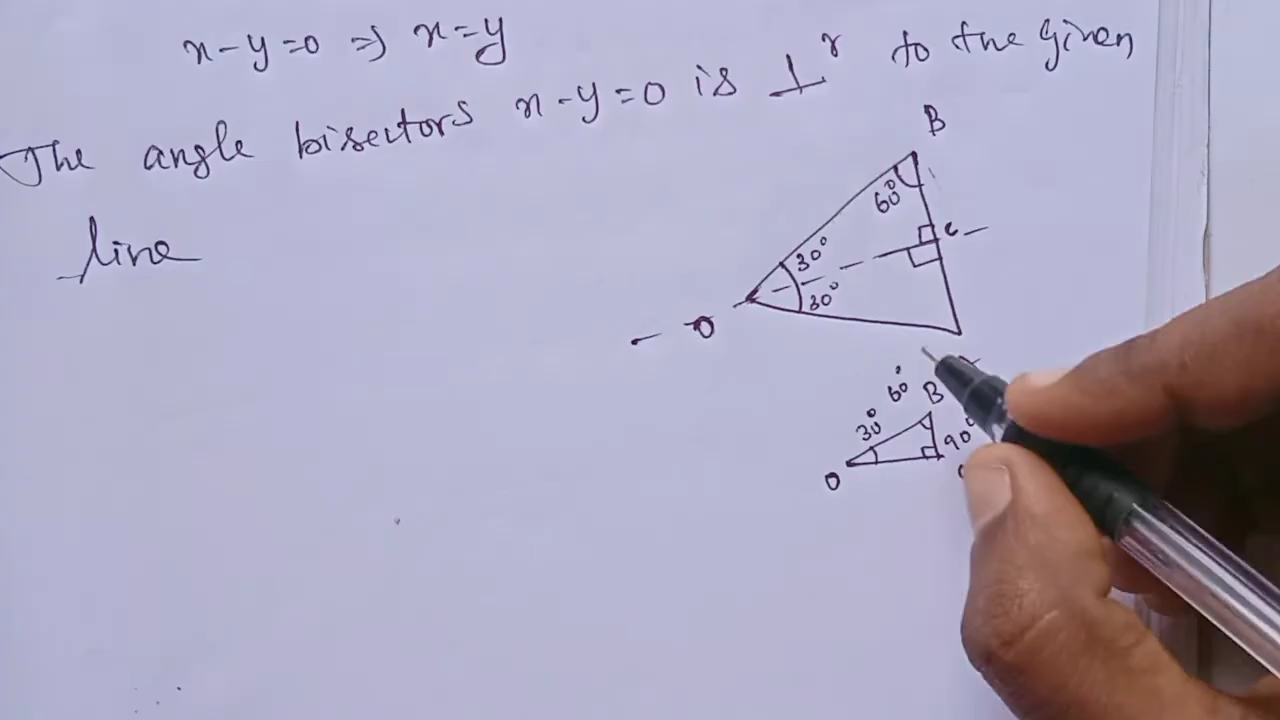 x-y=0 ⇒ x=y
The angle bisectors x-y=0 is ⊥r to the given
line
B
60°
30°
30°
C
O
60°
B
30°
90°
O